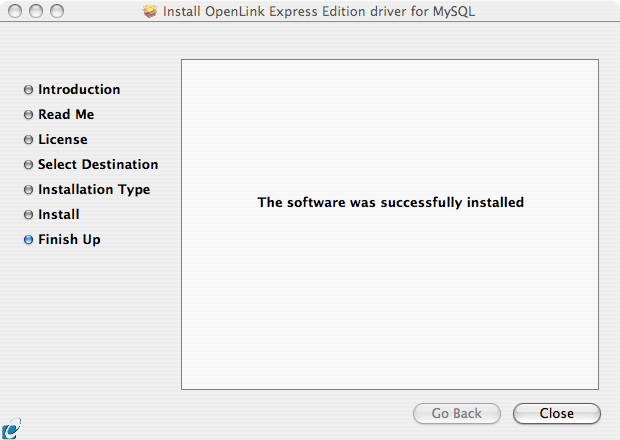 Install OpenLink Express Edition driver for MySQL
Introduction
Read Me
License
Select Destination
Installation Type
Install
Finish Up
The software was successfully installed
Go Back
Close